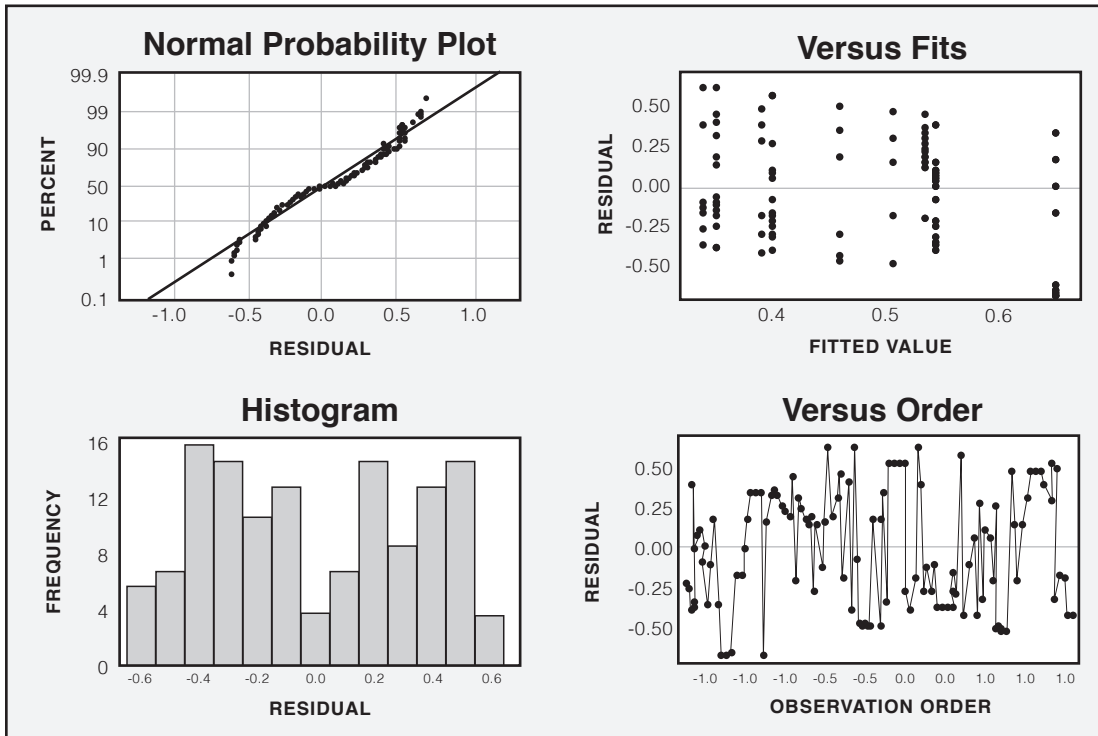 Normal Probability Plot
99.9
99
90
50
10
1
0.1
PERCENT
-1.0 -0.5 0.0 0.5 1.0
RESIDUAL
Versus Fits
0.50
0.25
0.00
-0.25
-0.50
RESIDUAL
0.4 0.5 0.6
FITTED VALUE
Histogram
16
12
8
4
0
FREQUENCY
-0.6 -0.4 -0.2 0.0 0.2 0.4 0.6
RESIDUAL
Versus Order
0.50
0.25
0.00
-0.25
-0.50
RESIDUAL
-1.0 -1.0 -1.0 -0.5 -0.5 0.0 0.0 1.0 1.0 1.0
OBSERVATION ORDER